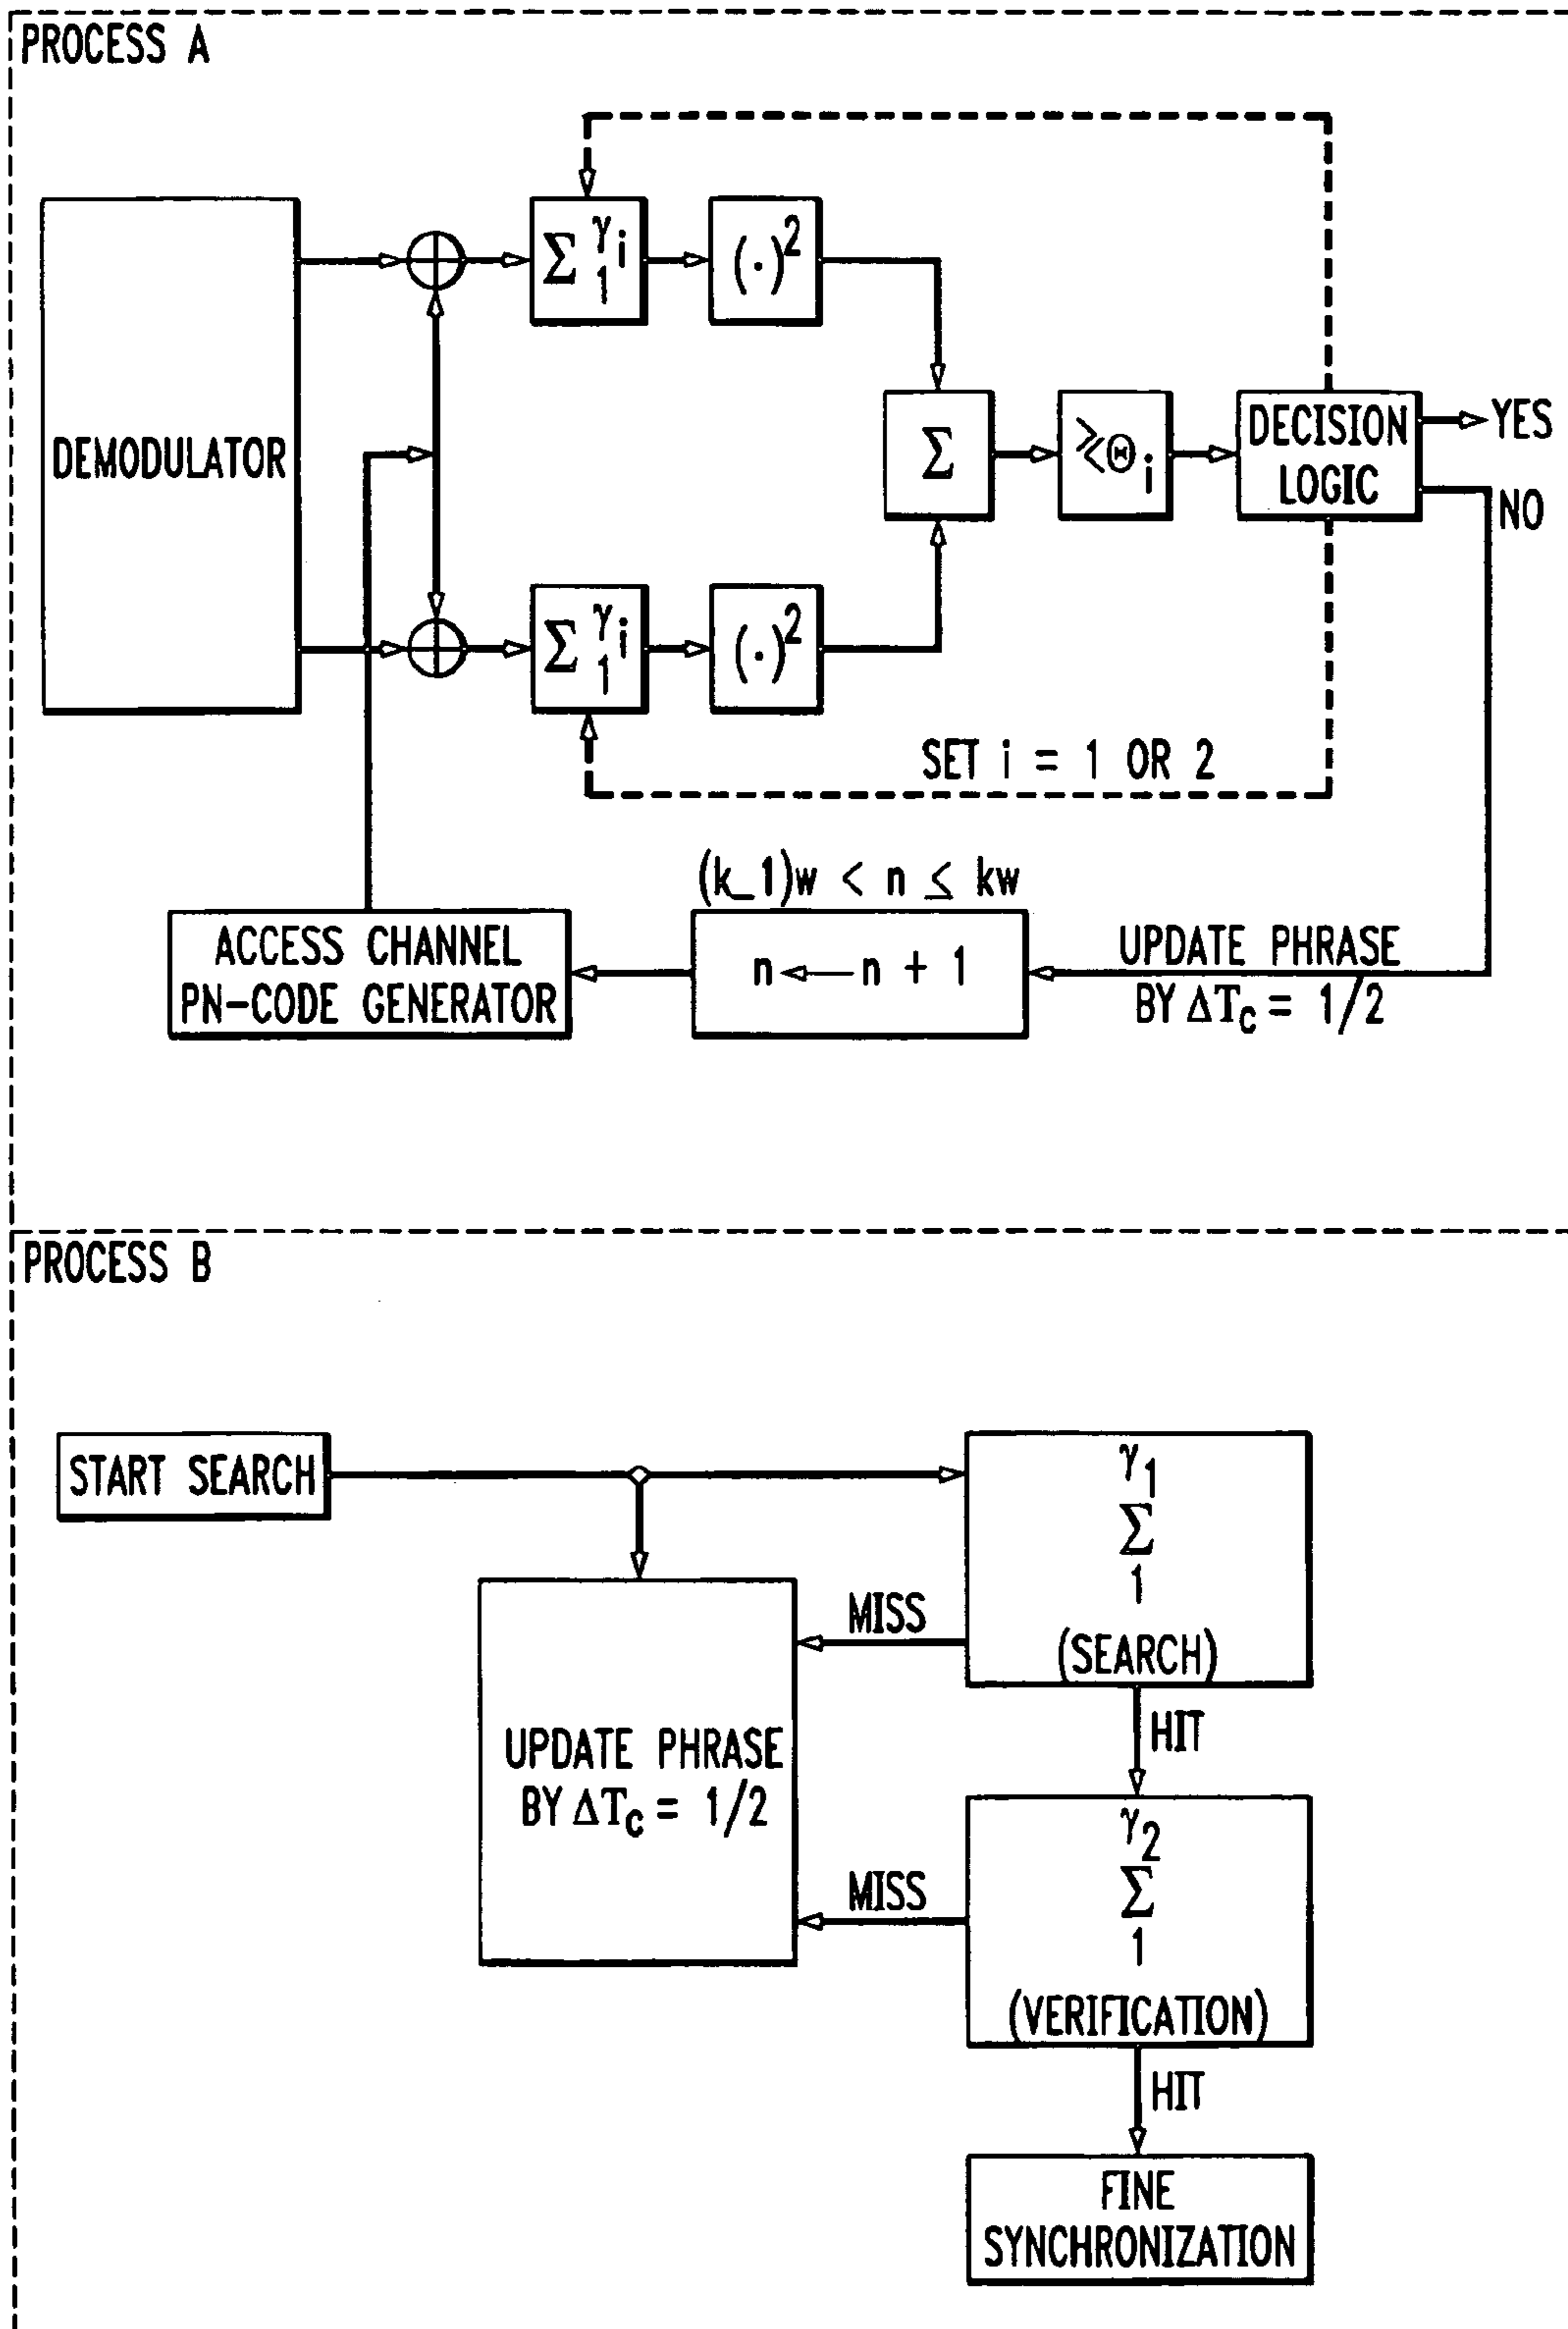 PROCESS A
DEMODULATOR
Σ γi 1
(·)²
Σ
≷Θi
DECISION
LOGIC
YES
NO
Σ γi 1
(·)²
SET i = 1 OR 2
(k_1)w < n ≤ kw
ACCESS CHANNEL
PN-CODE GENERATOR
n←n + 1
UPDATE PHRASE
BY ΔTc = 1/2
PROCESS B
START SEARCH
γ1
Σ
1
(SEARCH)
MISS
HIT
UPDATE PHRASE
BY ΔTc = 1/2
γ2
Σ
1
(VERIFICATION)
MISS
HIT
FINE
SYNCHRONIZATION